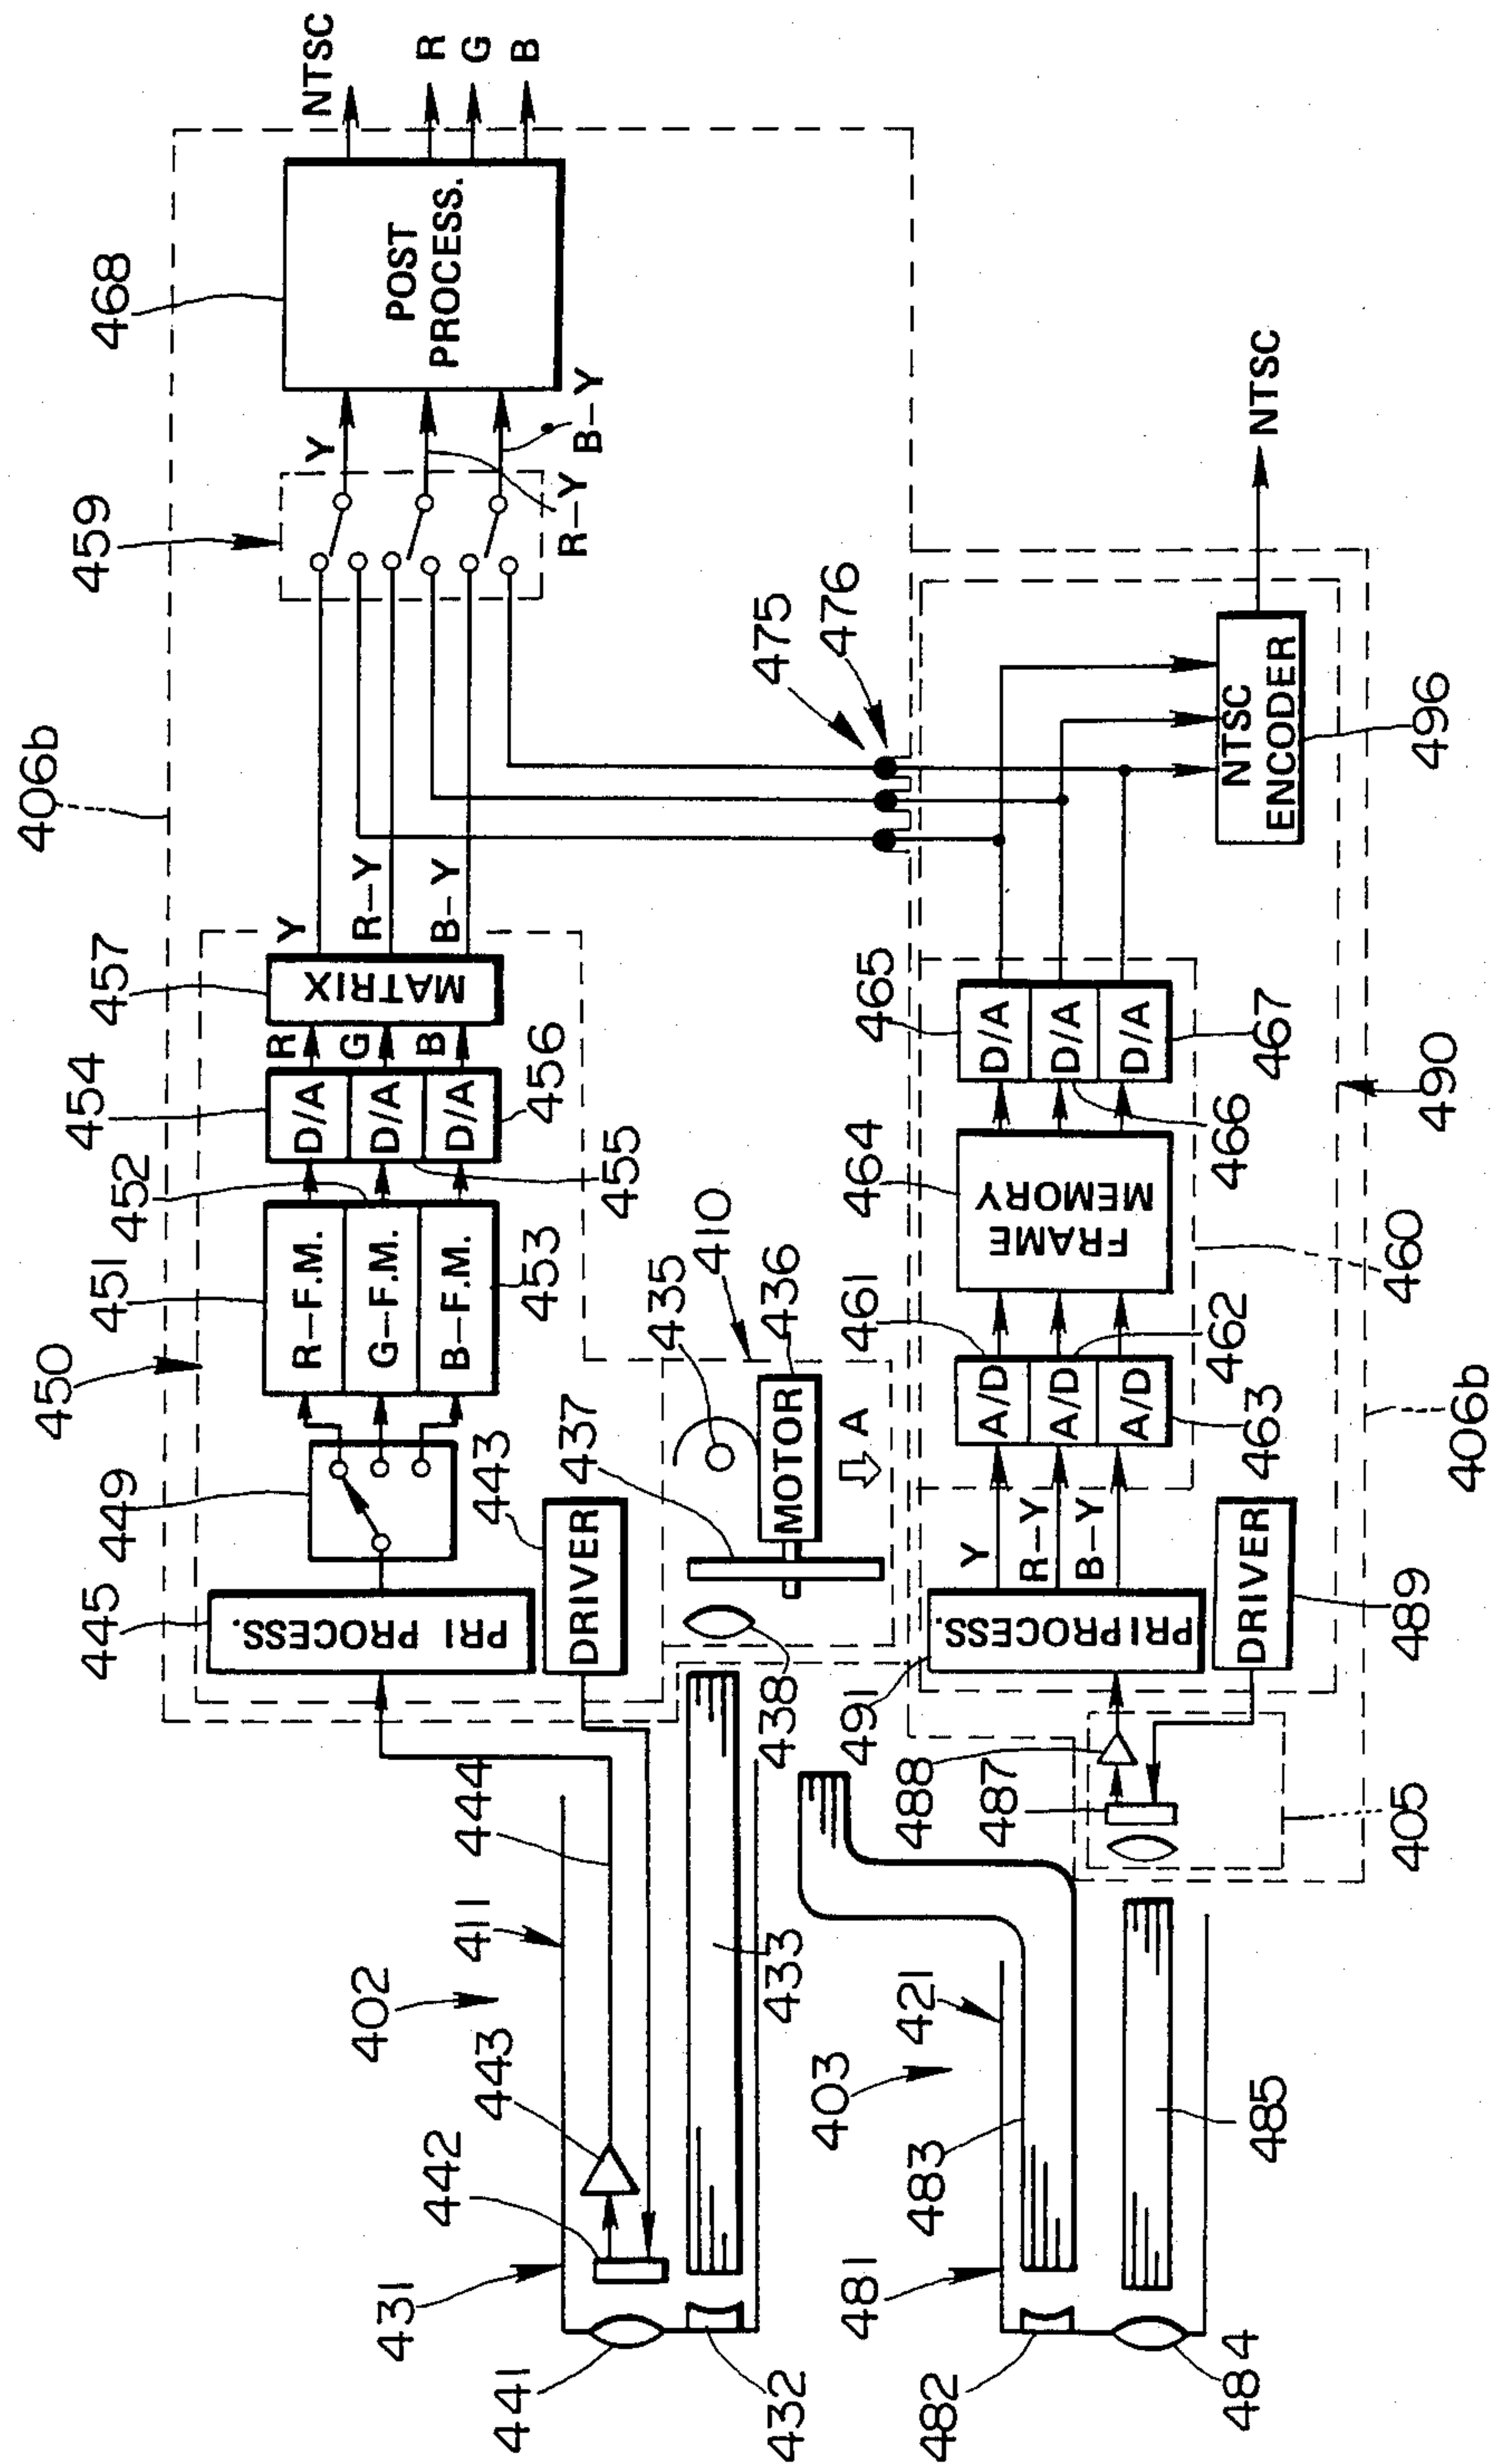 406b
459
468
NTSC
R
G
B
POST
PROCESS.
Y
R-Y
B-Y
450
451
452
454
457
445
449
PRI PROCESS.
R-F.M.
G-F.M.
B-F.M.
453
D/A
D/A
D/A
455
456
R
G
B
MATRIX
Y
R-Y
B-Y
443
DRIVER
437
435
410
436
MOTOR
A
438
475
476
402
411
444
431
442
443
441
432
433
403
421
481
483
482
484
485
488
487
405
491
PRI PROCESS.
Y
R-Y
B-Y
DRIVER
489
461
A/D
A/D
A/D
462
463
464
FRAME
MEMORY
465
D/A
D/A
D/A
466
467
460
490
406b
NTSC
ENCODER
496
NTSC